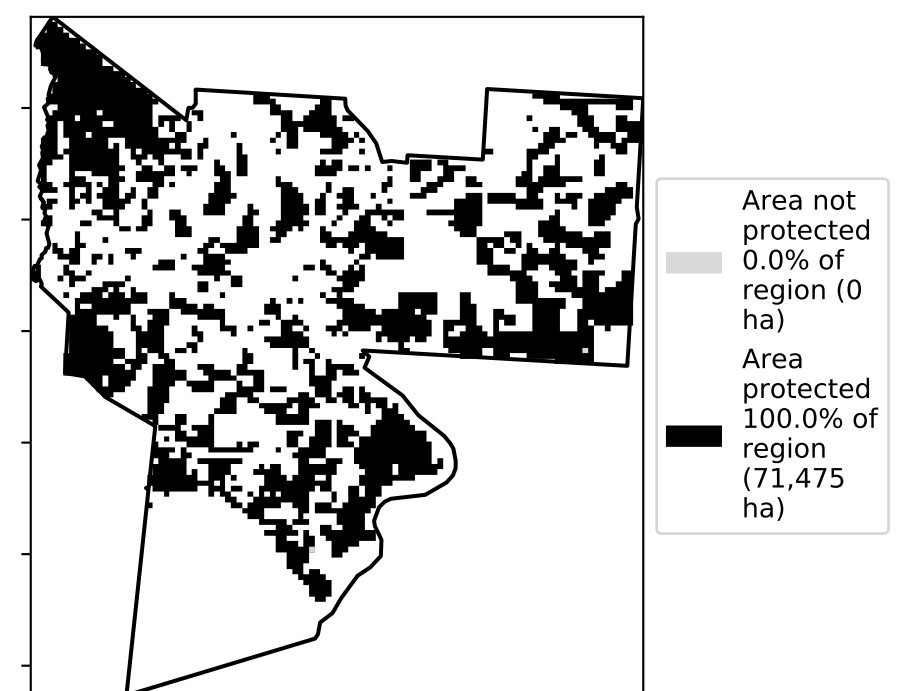 Area not
protected
0.0% of
region (0
ha)
Area
protected
100.0% of
region
(71,475
ha)